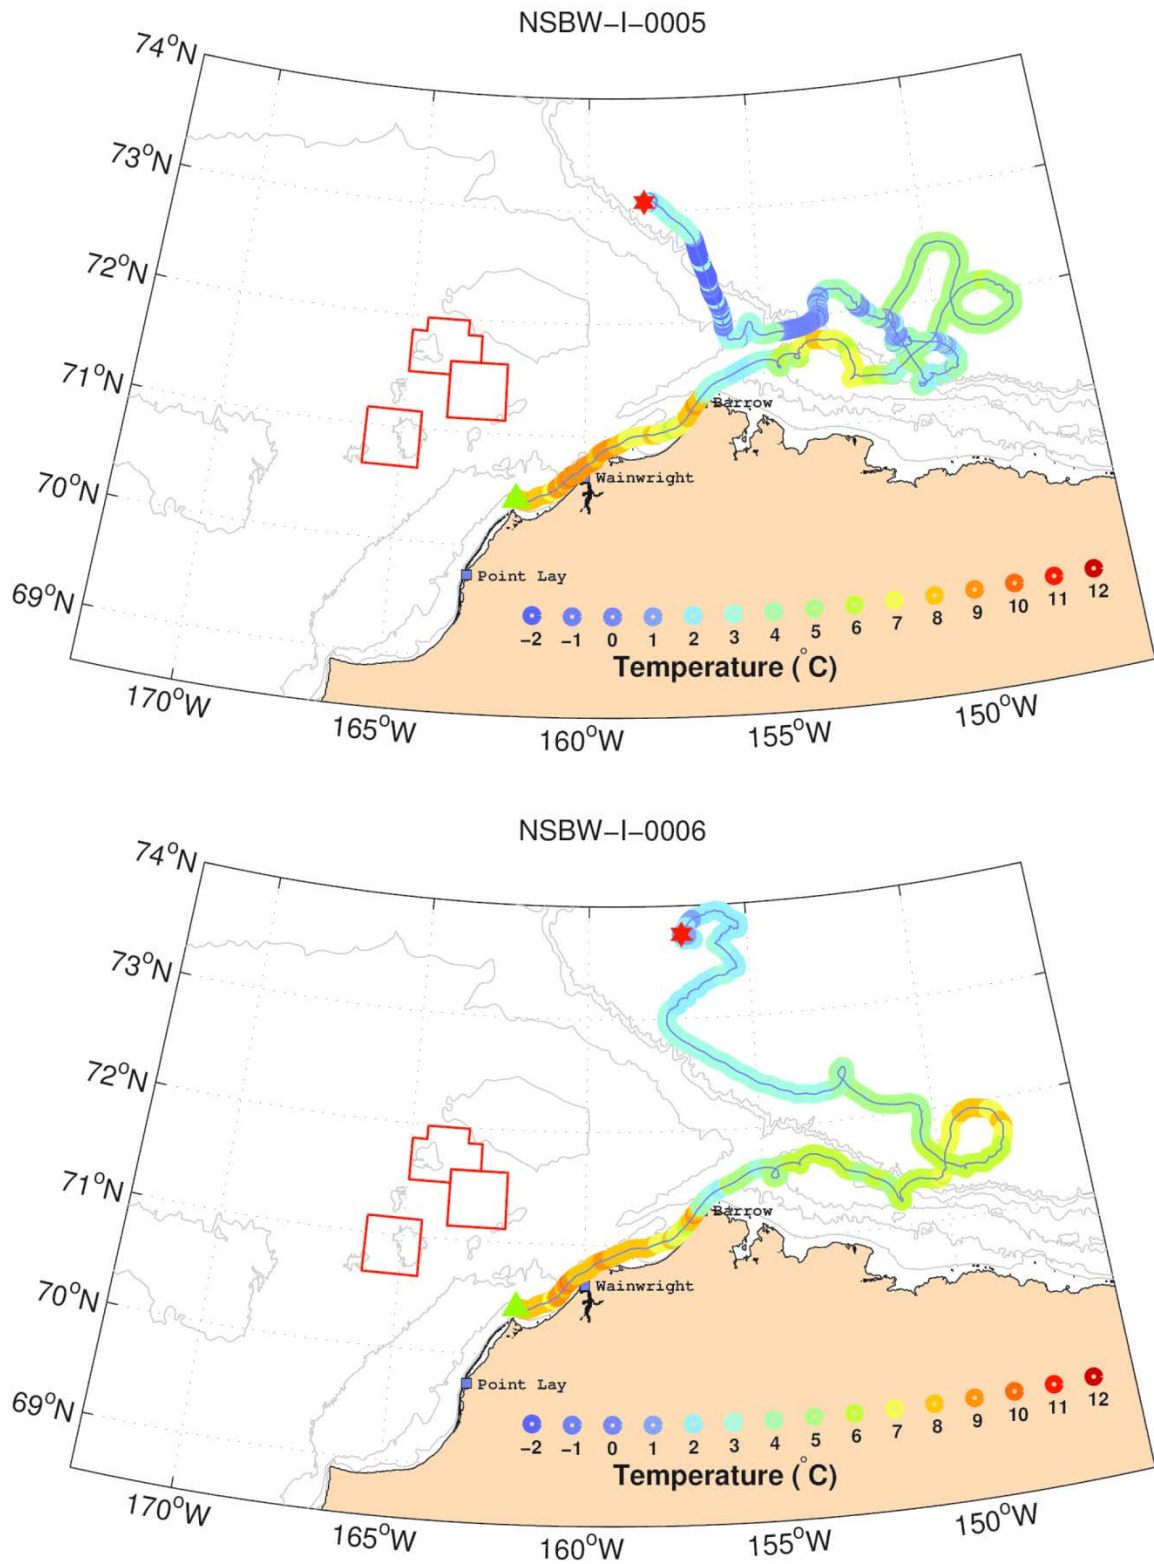 NSBW-I-0005
74°N
73°N
72°N
71°N
70°N
69°N
Barrow
Wainwright
Point Lay
-2 -1 0 1 2 3 4 5 6 7 8 9 10 11 12
Temperature (°C)
170°W 165°W 160°W 155°W 150°W
NSBW-I-0006
74°N
73°N
72°N
71°N
70°N
69°N
Barrow
Wainwright
Point Lay
-2 -1 0 1 2 3 4 5 6 7 8 9 10 11 12
Temperature (°C)
170°W 165°W 160°W 155°W 150°W